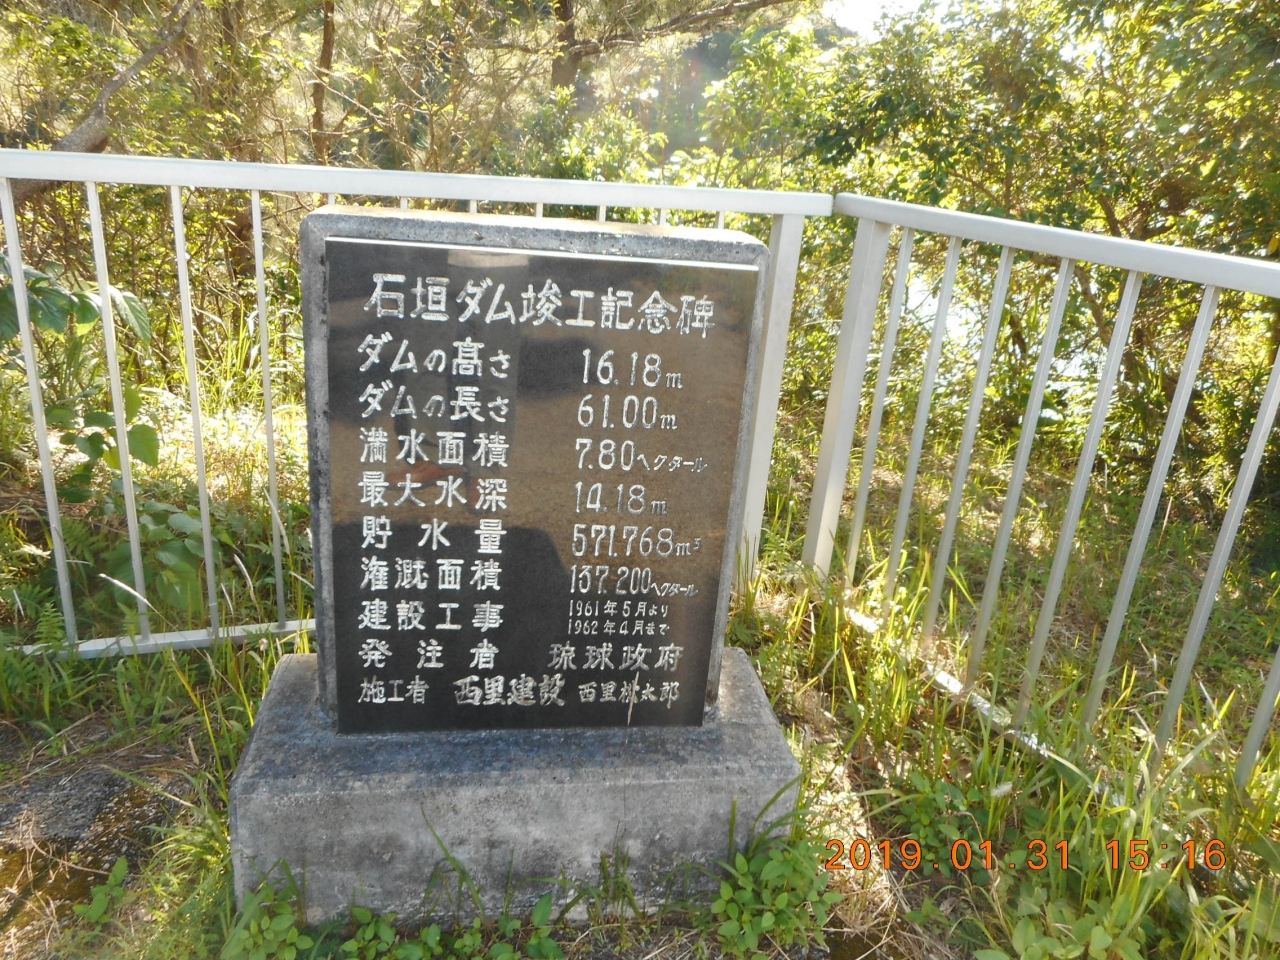 石垣ダム竣工記念碑
ダムの高さ 16.18m
ダムの長さ 61.00m
満水面積 7.80ヘクタール
最大水深 14.18m
貯水量 571.768m³
潅漑面積 137.200ヘクタール
建設工事 1961年5月より
1962年4月まで
発注者 琉球政府
施工者 西里建設 西里桃太郎
2019.01.31 15:16